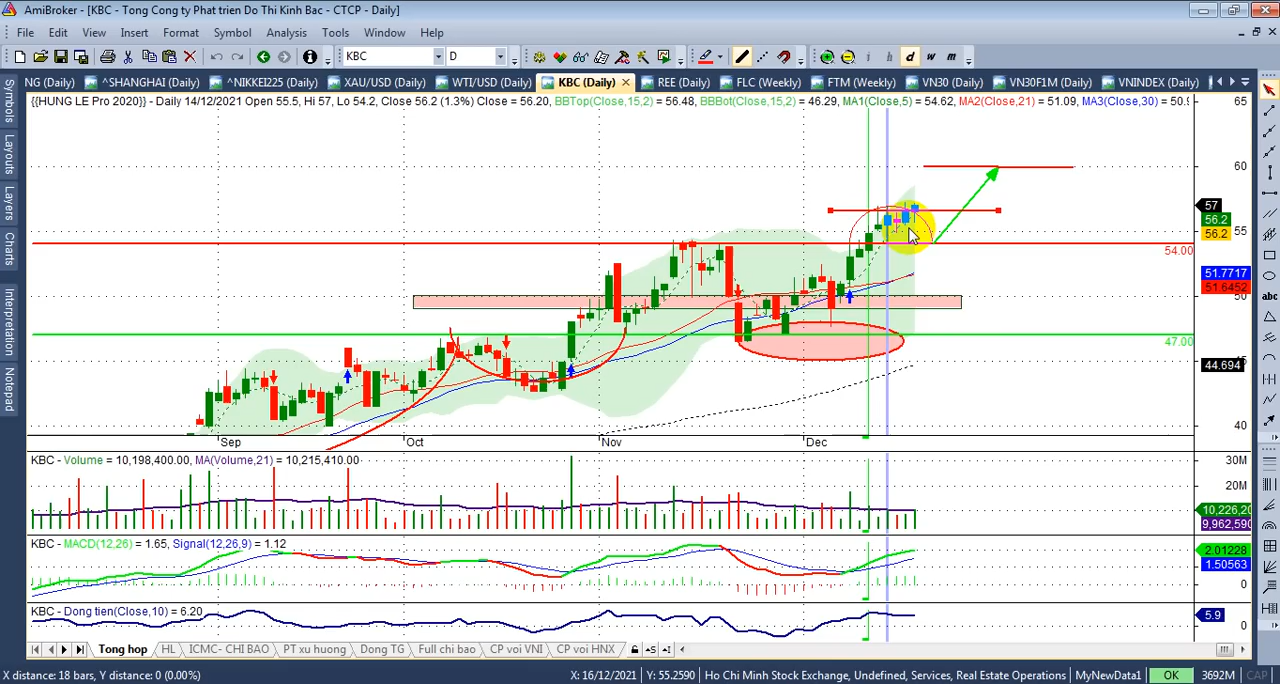 AmiBroker - [KBC - Tong Cong ty Phat trien Do Thi Kinh Bac - CTCP - Daily]
File Edit View Insert Format Symbol Analysis Tools Window Help
KBC D i h d w m
NG (Daily) ^SHANGHAI (Daily) ^NIKKEI225 (Daily) XAU/USD (Daily) WTI/USD (Daily) KBC (Daily) REE (Daily) FLC (Weekly) FTM (Weekly) VN30 (Daily) VN30F1M (Daily) VNINDEX (Daily)
{{HUNG LE Pro 2020}} - Daily 14/12/2021 Open 55.5, Hi 57, Lo 54.2, Close 56.2 (1.3%) Close = 56.20, BBTop(Close,15,2) = 56.48, BBBot(Close,15,2) = 46.29, MA1(Close,5) = 54.62, MA2(Close,21) = 51.09, MA3(Close,30) = 50.9
Symbols
Layouts
Layers
Charts
Interpretation
Notepad
abc
65
60
57
56.2
56.2
55
54.00
51.7717
51.6452
50
47.00
45
44.694
40
Sep Oct Nov Dec
KBC - Volume = 10,198,400.00, MA(Volume,21) = 10,215,410.00
30M
20M
10,226,20
9,962,590
KBC - MACD(12,26) = 1.65, Signal(12,26,9) = 1.12
2.01228
1.50563
0
KBC - Dong tien(Close,10) = 6.20
5.9
0
Tong hop HL ICMC- CHI BAO PT xu huong Dong TG Full chi bao CP voi VNI CP voi HNX
X distance: 18 bars, Y distance: 0 (0.00%) X: 16/12/2021 Y: 55.2590 Ho Chi Minh Stock Exchange, Undefined, Services, Real Estate Operations MyNewData1 OK 3692M CAP